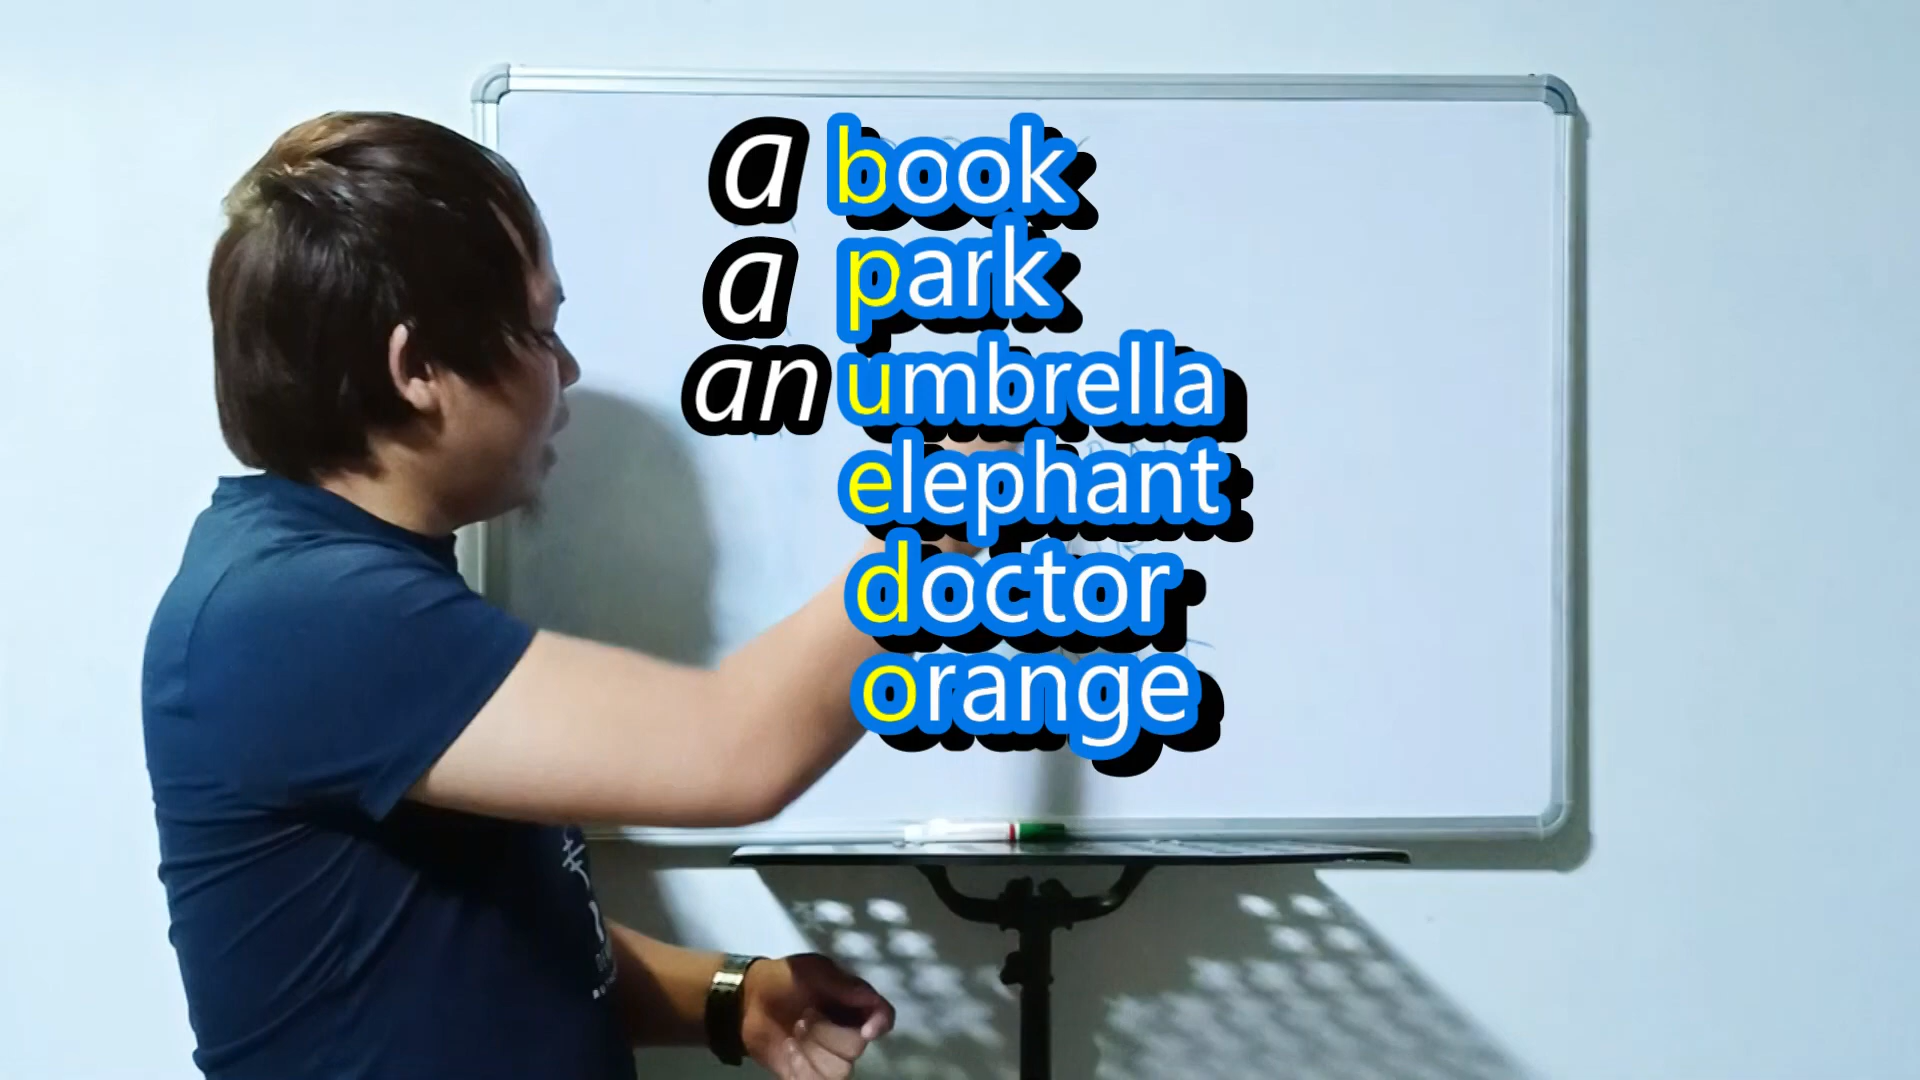 a book
a park
an umbrella
elephant
doctor
orange